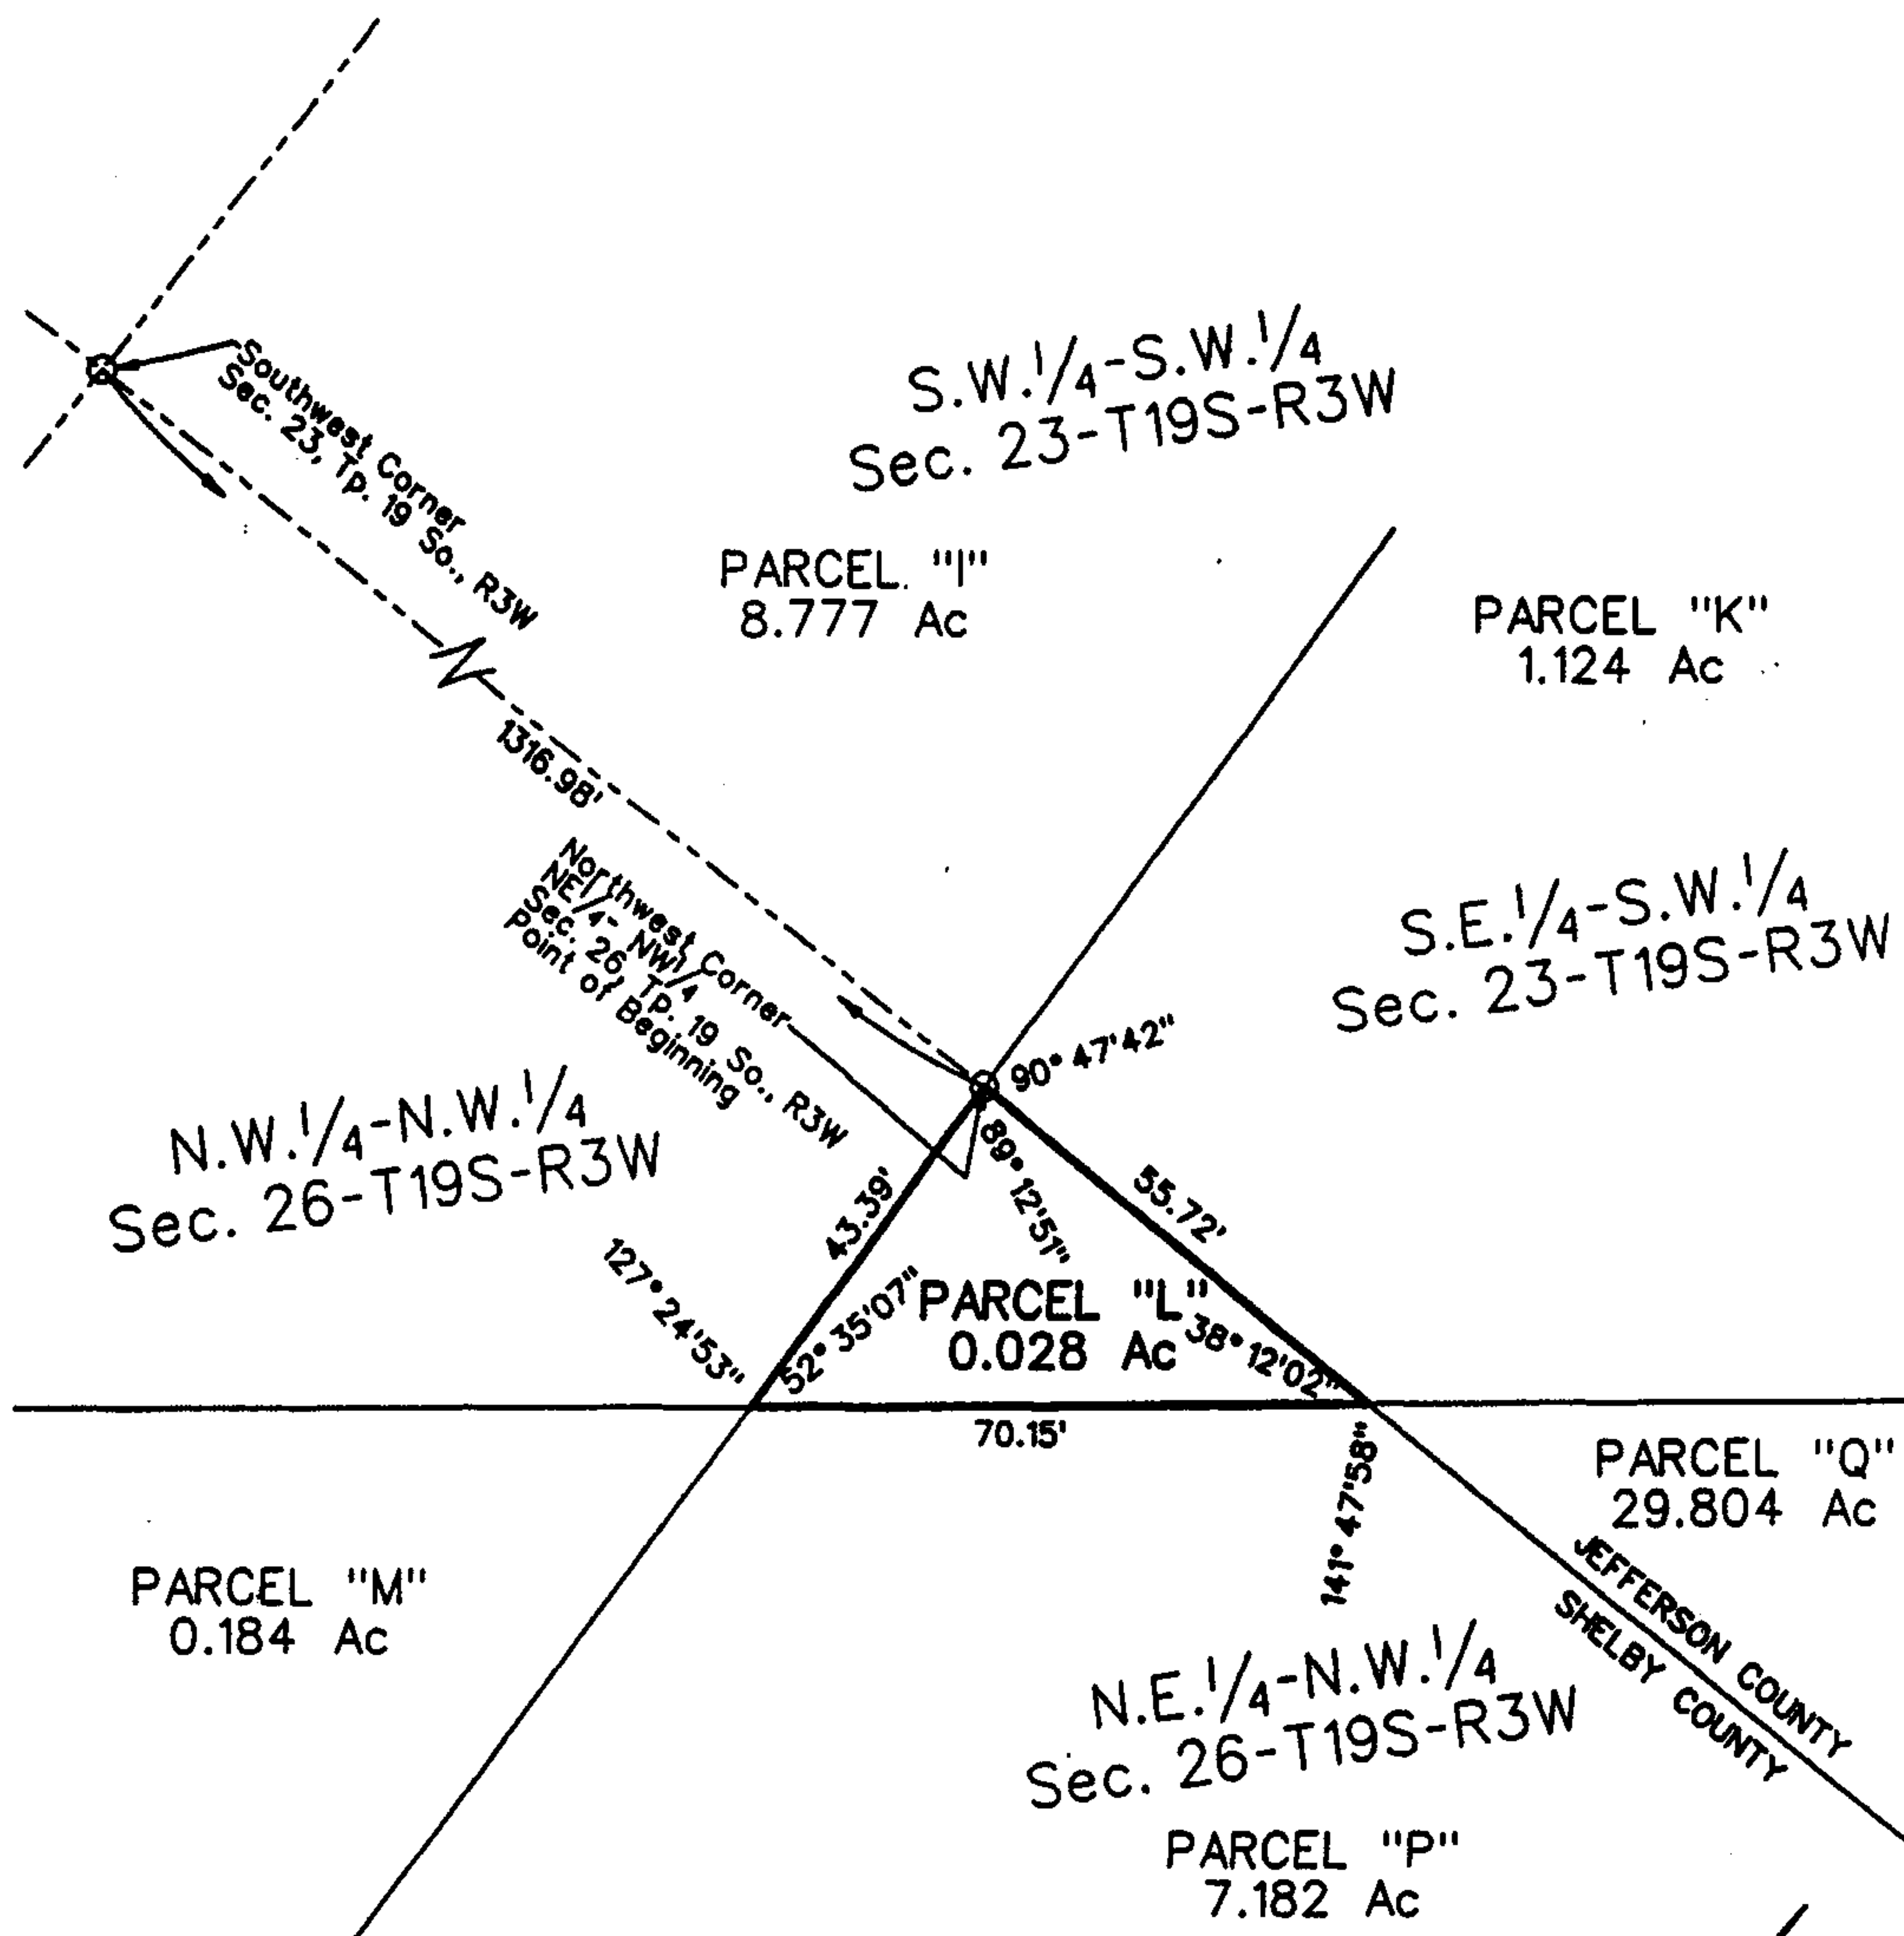 Southwest Corner
Sec. 23, TP. 19 So., R3W
S.W.1/4-S.W.1/4
Sec. 23-T19S-R3W
PARCEL "I"
8.777 Ac
PARCEL "K"
1.124 Ac
1316.98'
Northwest Corner
NE1/4- NW1/4
Sec. 26, TP. 19 So., R3W
Point of Beginning
S.E.1/4-S.W.1/4
Sec. 23-T19S-R3W
90° 47'42"
N.W.1/4-N.W.1/4
Sec. 26-T19S-R3W
89° 12'51"
43.39'
55.72'
127° 24'53"
52° 35'07"
PARCEL "L"
0.028 Ac
38° 12'02"
70.15'
141° 47'58"
PARCEL "Q"
29.804 Ac
JEFFERSON COUNTY
SHELBY COUNTY
PARCEL "M"
0.184 Ac
N.E.1/4-N.W.1/4
Sec. 26-T19S-R3W
PARCEL "P"
7.182 Ac